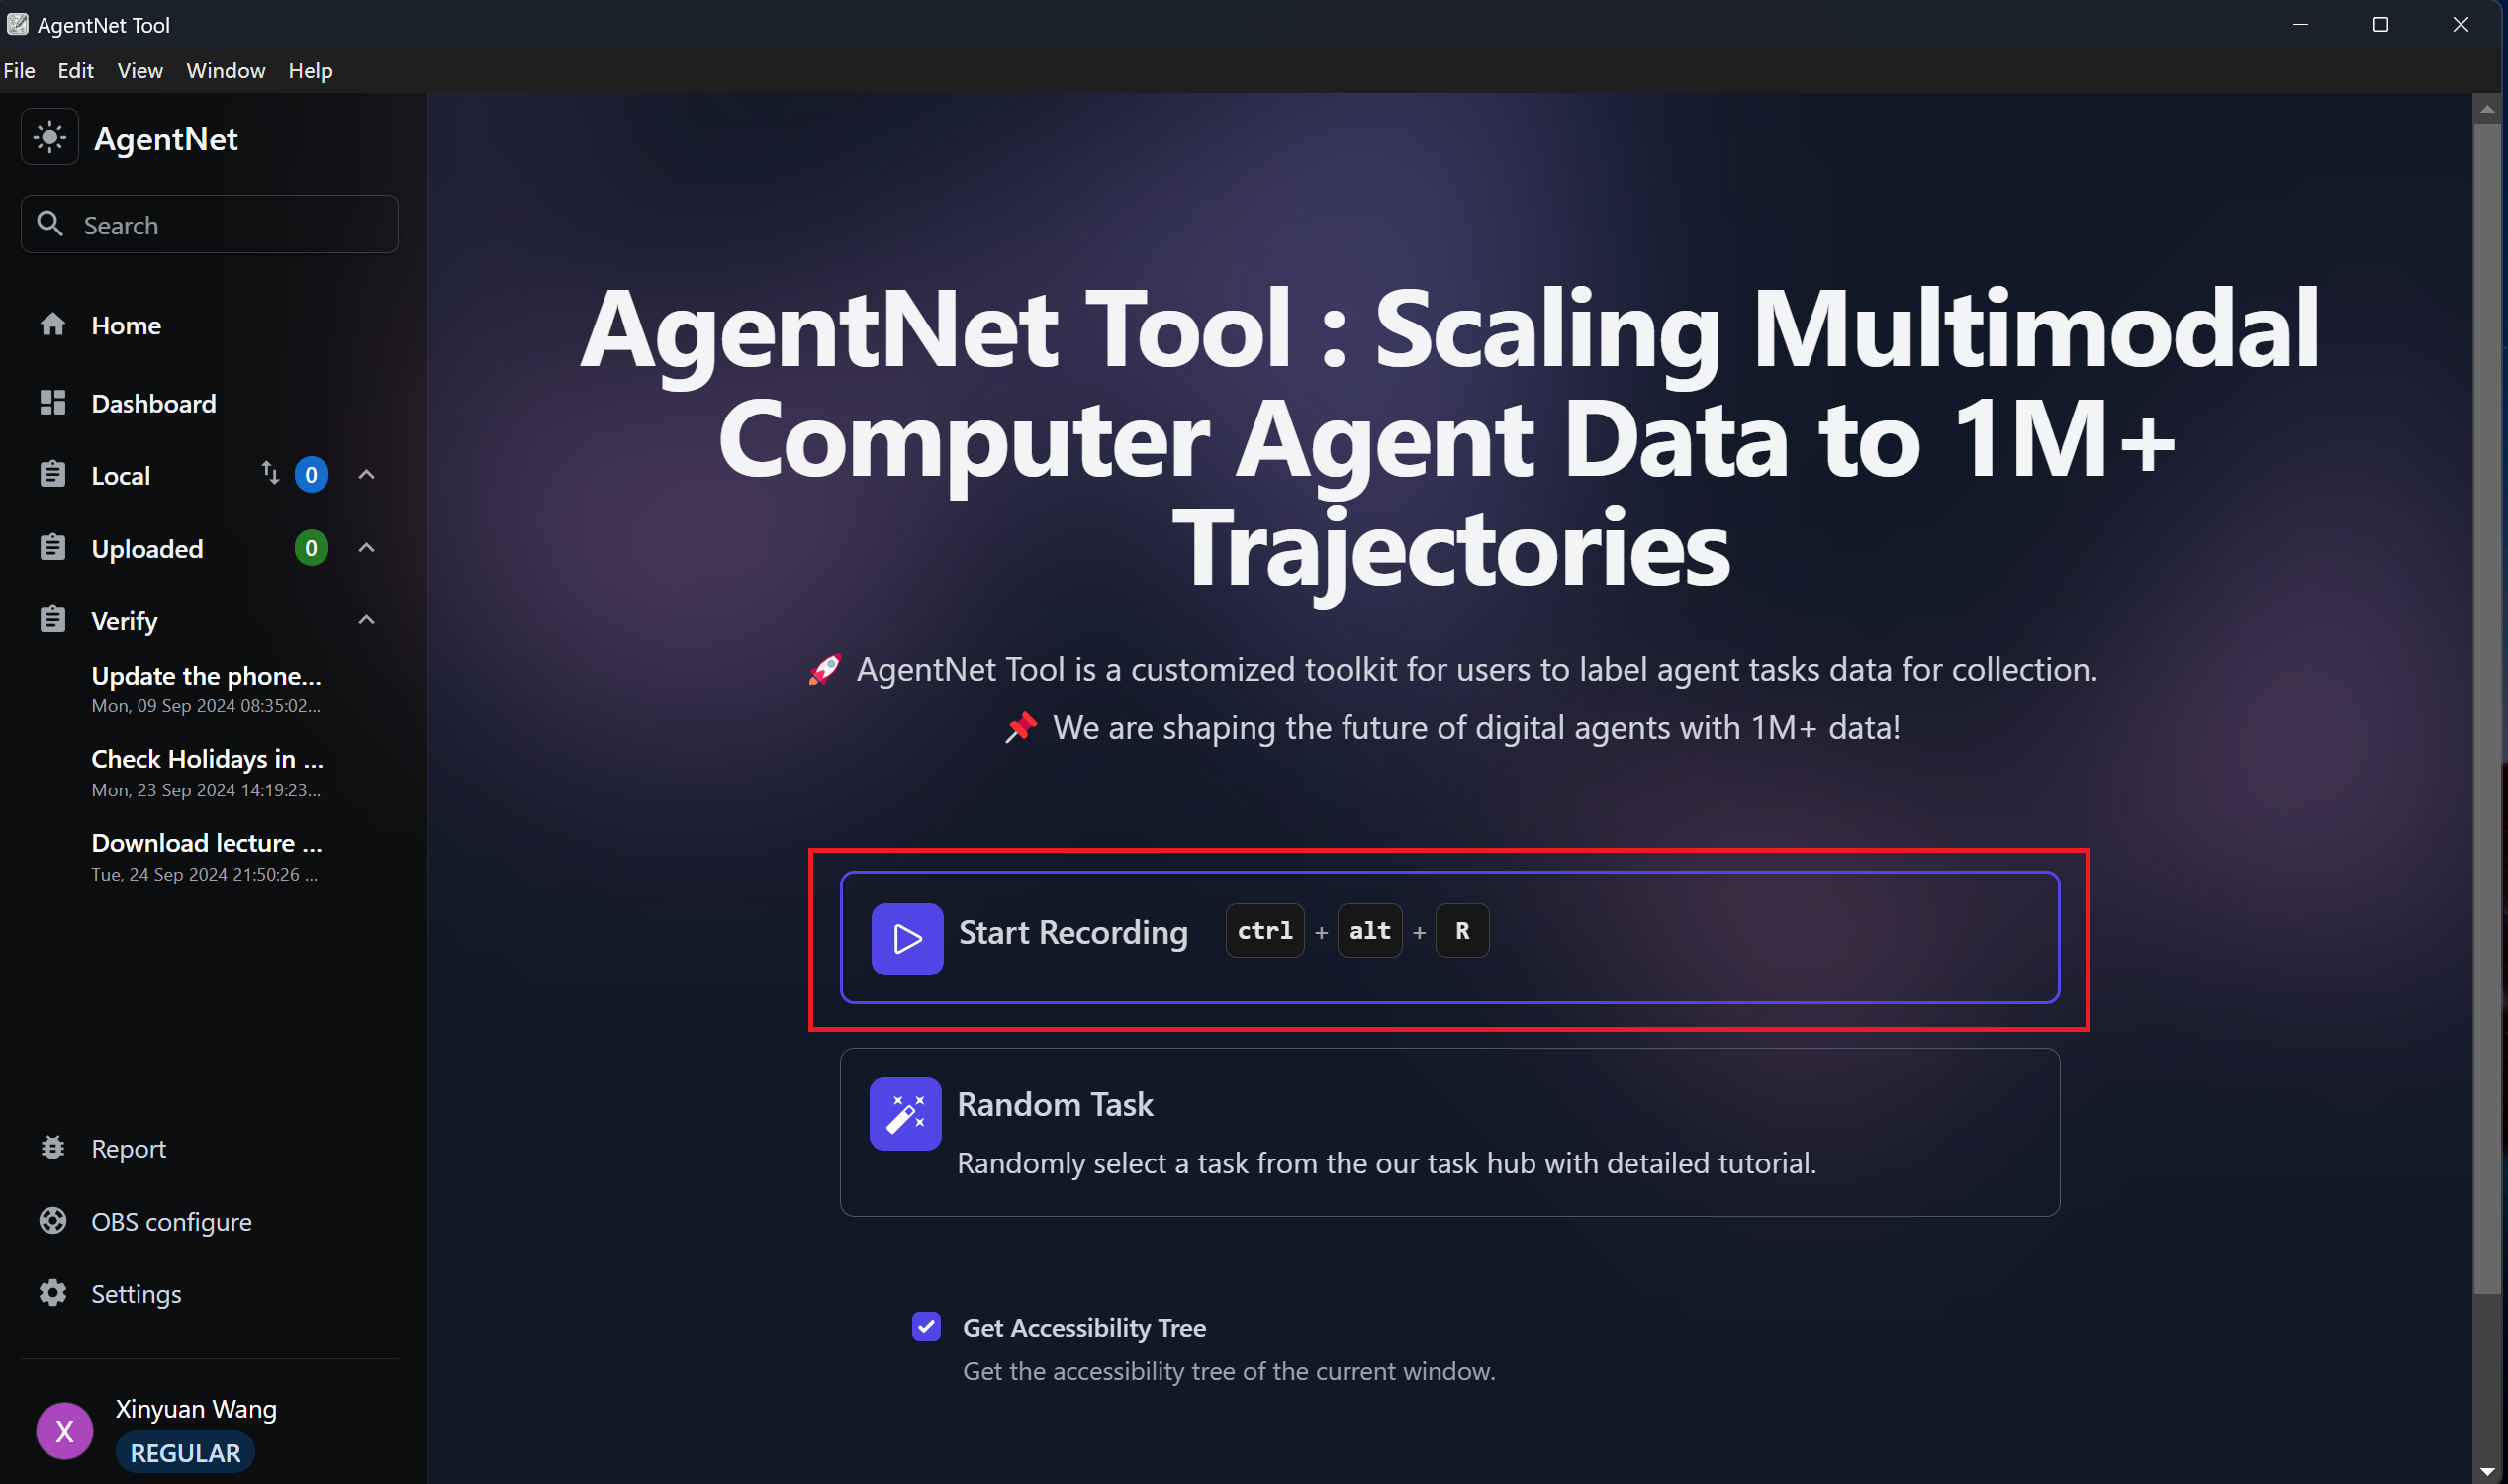 AgentNet Tool
File Edit View Window Help
AgentNet
Search
Home
Dashboard
Local 0
Uploaded 0
Verify
Update the phone...
Mon, 09 Sep 2024 08:35:02...
Check Holidays in ...
Mon, 23 Sep 2024 14:19:23...
Download lecture ...
Tue, 24 Sep 2024 21:50:26 ...
Report
OBS configure
Settings
X
Xinyuan Wang
REGULAR
AgentNet Tool : Scaling Multimodal
Computer Agent Data to 1M+
Trajectories
🚀 AgentNet Tool is a customized toolkit for users to label agent tasks data for collection.
📌 We are shaping the future of digital agents with 1M+ data!
Start Recording ctrl + alt + R
Random Task
Randomly select a task from the our task hub with detailed tutorial.
Get Accessibility Tree
Get the accessibility tree of the current window.